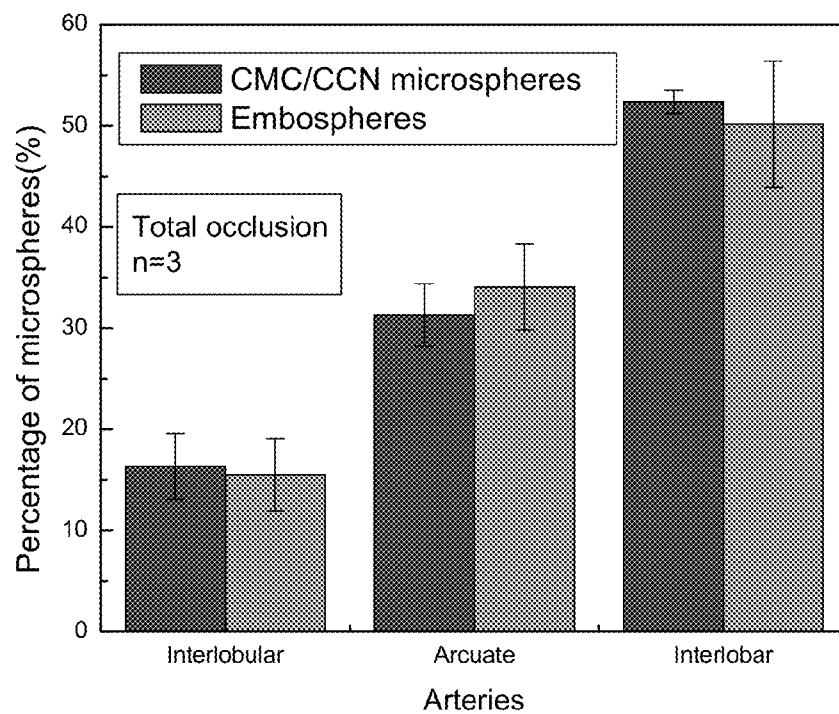 60
50
40
30
20
10
0
Percentage of microspheres(%)
CMC/CCN microspheres
Embospheres
Total occlusion
n=3
Interlobular
Arcuate
Interlobar
Arteries